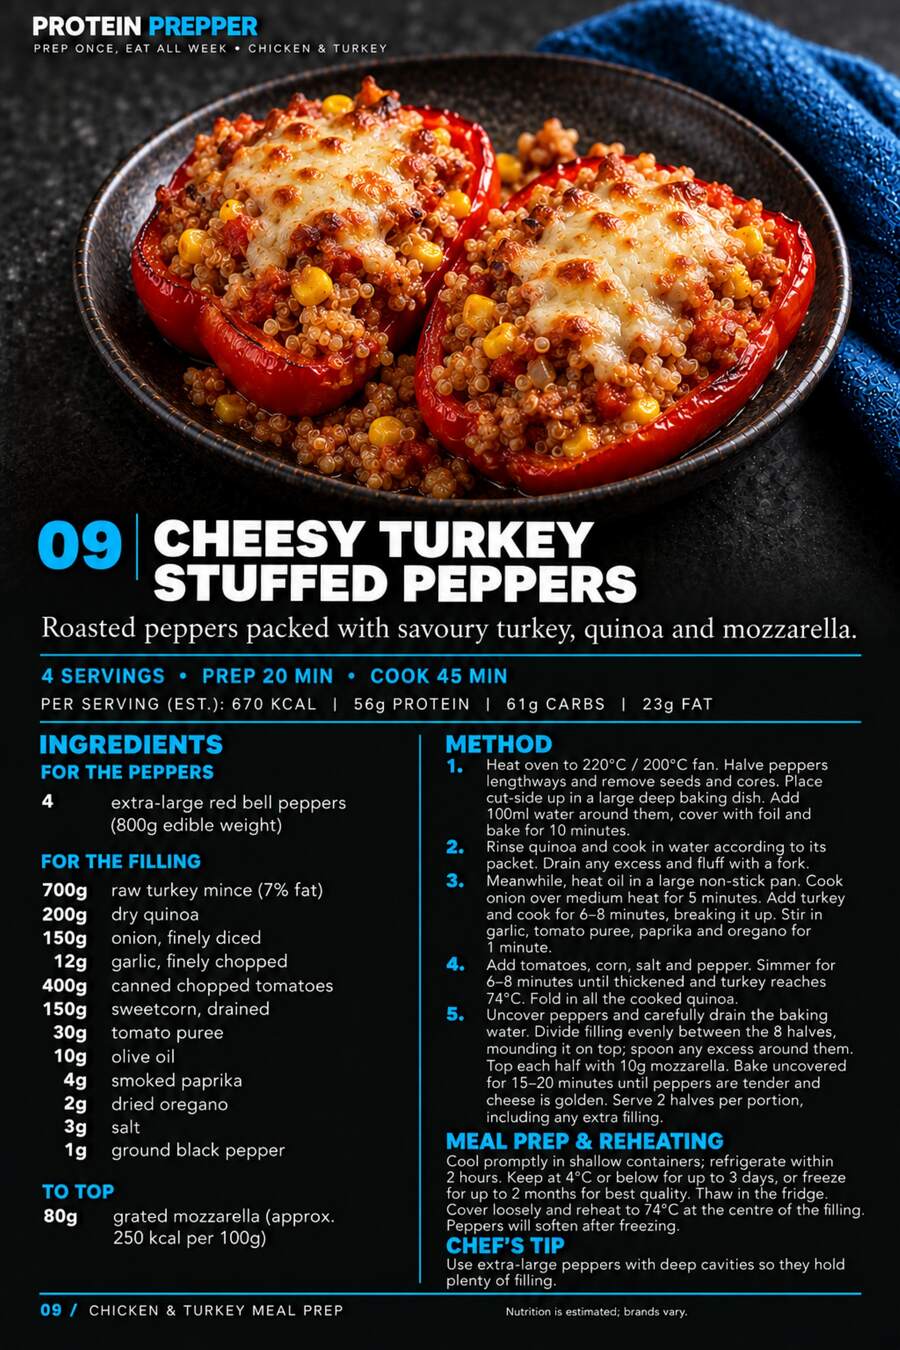 PROTEIN PREPPER
PREP ONCE, EAT ALL WEEK • CHICKEN & TURKEY
09
CHEESY TURKEY
STUFFED PEPPERS
Roasted peppers packed with savoury turkey, quinoa and mozzarella.
4 SERVINGS • PREP 20 MIN • COOK 45 MIN
PER SERVING (EST.): 670 KCAL | 56g PROTEIN | 61g CARBS | 23g FAT
INGREDIENTS
FOR THE PEPPERS
4 extra-large red bell peppers
(800g edible weight)
FOR THE FILLING
700g raw turkey mince (7% fat)
200g dry quinoa
150g onion, finely diced
12g garlic, finely chopped
400g canned chopped tomatoes
150g sweetcorn, drained
30g tomato puree
10g olive oil
4g smoked paprika
2g dried oregano
3g salt
1g ground black pepper
TO TOP
80g grated mozzarella (approx.
250 kcal per 100g)
METHOD
1. Heat oven to 220°C / 200°C fan. Halve peppers
lengthways and remove seeds and cores. Place
cut-side up in a large deep baking dish. Add
100ml water around them, cover with foil and
bake for 10 minutes.
2. Rinse quinoa and cook in water according to its
packet. Drain any excess and fluff with a fork.
3. Meanwhile, heat oil in a large non-stick pan. Cook
onion over medium heat for 5 minutes. Add turkey
and cook for 6–8 minutes, breaking it up. Stir in
garlic, tomato puree, paprika and oregano for
1 minute.
4. Add tomatoes, corn, salt and pepper. Simmer for
6–8 minutes until thickened and turkey reaches
74°C. Fold in all the cooked quinoa.
5. Uncover peppers and carefully drain the baking
water. Divide filling evenly between the 8 halves,
mounding it on top; spoon any excess around them.
Top each half with 10g mozzarella. Bake uncovered
for 15–20 minutes until peppers are tender and
cheese is golden. Serve 2 halves per portion,
including any extra filling.
MEAL PREP & REHEATING
Cool promptly in shallow containers; refrigerate within
2 hours. Keep at 4°C or below for up to 3 days, or freeze
for up to 2 months for best quality. Thaw in the fridge.
Cover loosely and reheat to 74°C at the centre of the filling.
Peppers will soften after freezing.
CHEF'S TIP
Use extra-large peppers with deep cavities so they hold
plenty of filling.
09 / CHICKEN & TURKEY MEAL PREP
Nutrition is estimated; brands vary.